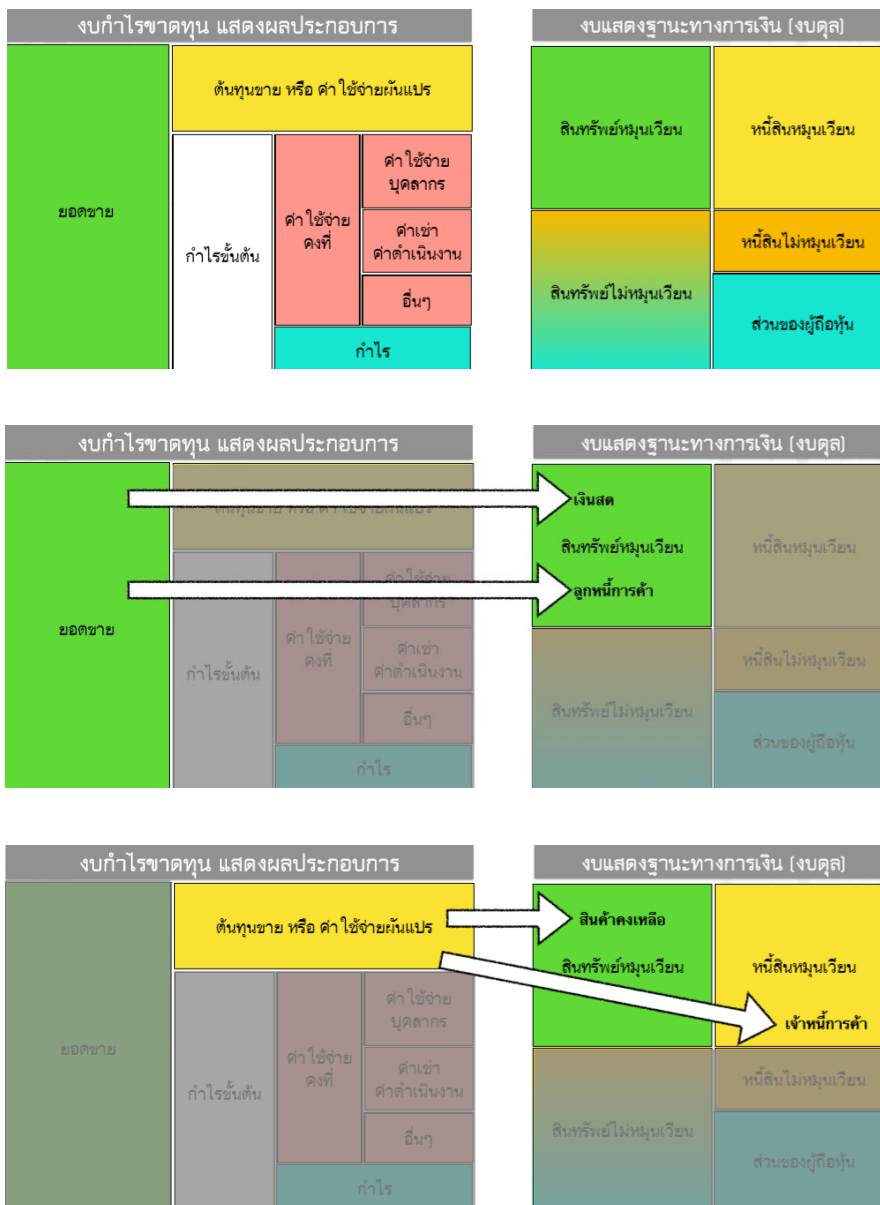 งบกำไรขาดทุน แสดงผลประกอบการ
งบแสดงฐานะทางการเงิน (งบดุล)
ยอดขาย
ต้นทุนขาย หรือ ค่าใช้จ่ายผันแปร
กำไรขั้นต้น
ค่าใช้จ่าย
คงที่
ค่าใช้จ่าย
บุคลากร
ค่าเช่า
ค่าดำเนินงาน
อื่นๆ
กำไร
สินทรัพย์หมุนเวียน
หนี้สินหมุนเวียน
สินทรัพย์ไม่หมุนเวียน
หนี้สินไม่หมุนเวียน
ส่วนของผู้ถือหุ้น
งบกำไรขาดทุน แสดงผลประกอบการ
งบแสดงฐานะทางการเงิน (งบดุล)
ยอดขาย
ต้นทุนขาย หรือ ค่าใช้จ่ายผันแปร
กำไรขั้นต้น
ค่าใช้จ่าย
คงที่
ค่าใช้จ่าย
บุคลากร
ค่าเช่า
ค่าดำเนินงาน
อื่นๆ
กำไร
เงินสด
สินทรัพย์หมุนเวียน
ลูกหนี้การค้า
หนี้สินหมุนเวียน
สินทรัพย์ไม่หมุนเวียน
หนี้สินไม่หมุนเวียน
ส่วนของผู้ถือหุ้น
งบกำไรขาดทุน แสดงผลประกอบการ
งบแสดงฐานะทางการเงิน (งบดุล)
ยอดขาย
ต้นทุนขาย หรือ ค่าใช้จ่ายผันแปร
กำไรขั้นต้น
ค่าใช้จ่าย
คงที่
ค่าใช้จ่าย
บุคลากร
ค่าเช่า
ค่าดำเนินงาน
อื่นๆ
กำไร
สินค้าคงเหลือ
สินทรัพย์หมุนเวียน
หนี้สินหมุนเวียน
เจ้าหนี้การค้า
สินทรัพย์ไม่หมุนเวียน
หนี้สินไม่หมุนเวียน
ส่วนของผู้ถือหุ้น